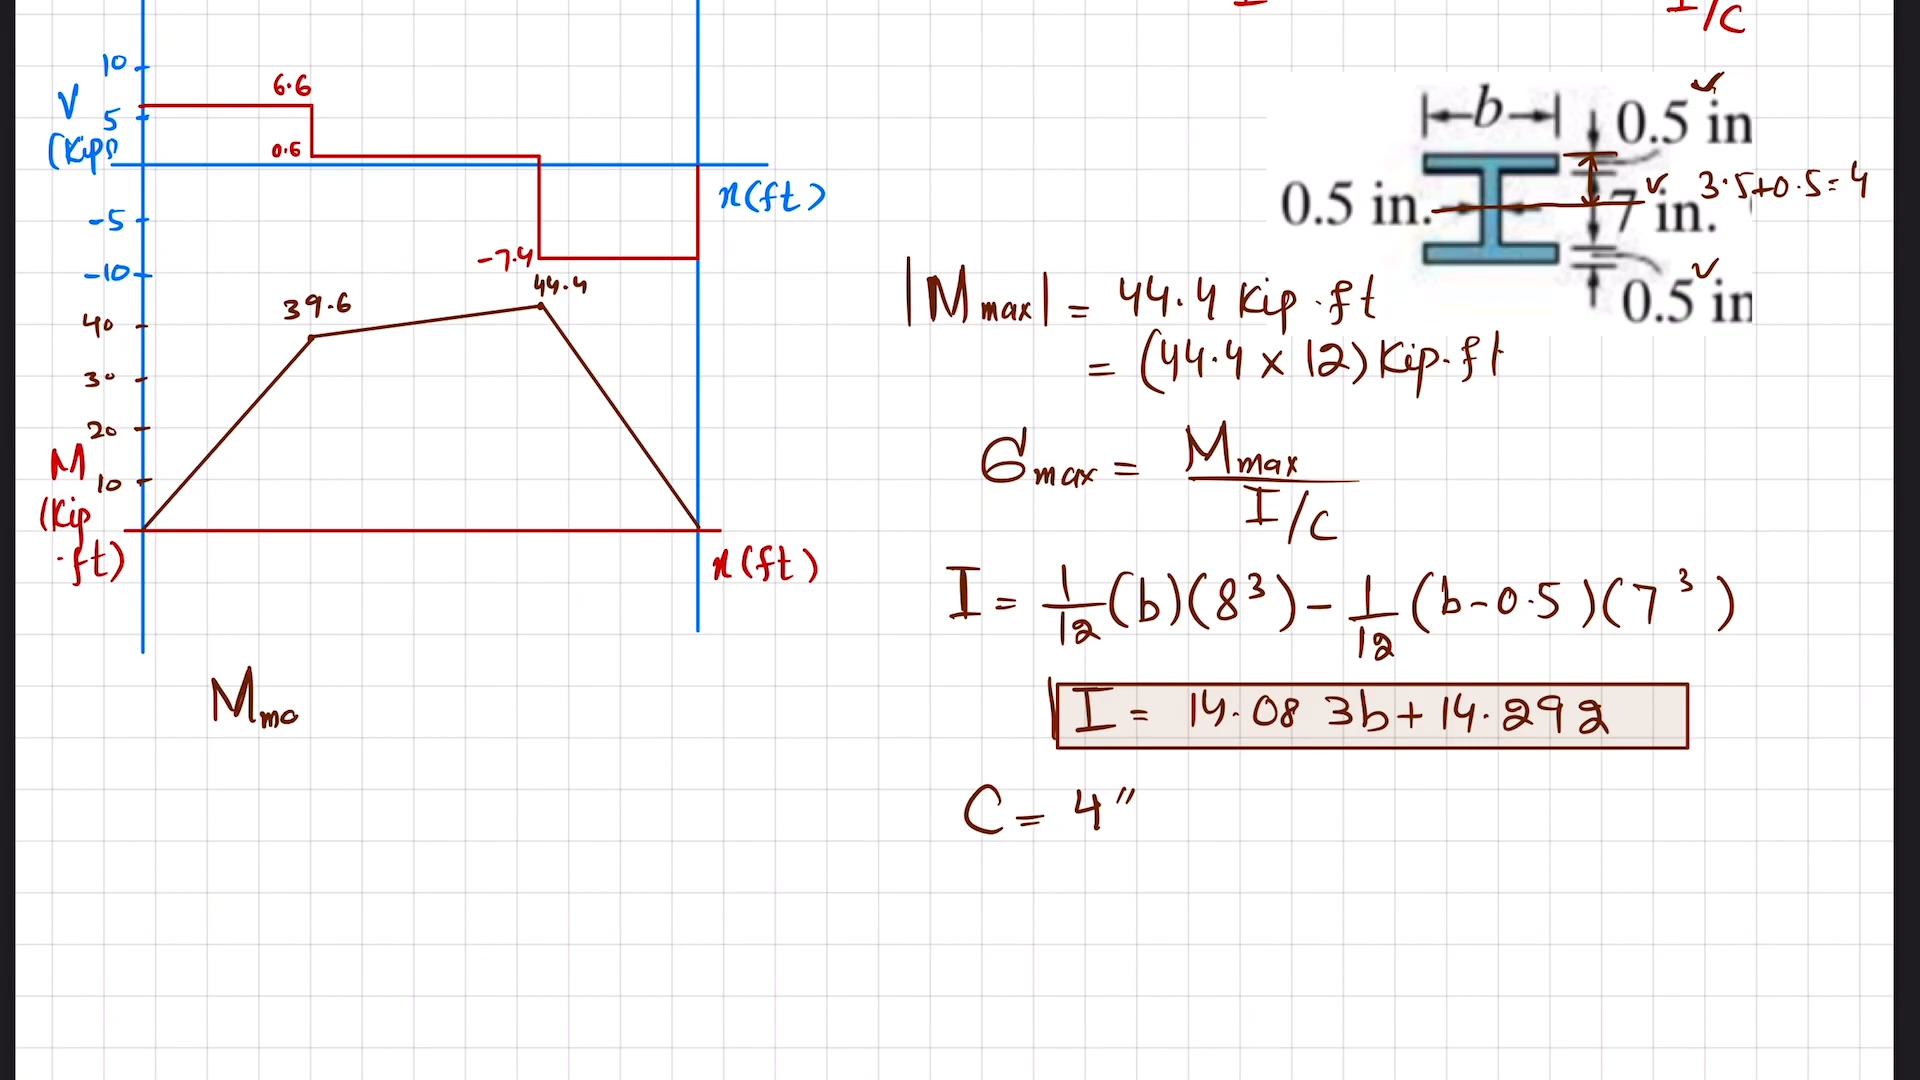 I
I/C
10
V
5
(Kips
6.6
0.6
x(ft)
-5
-7.4
-10
39.6
44.4
40
30
20
M
10
(Kip
.ft)
x(ft)
b
0.5 in
0.5 in.
7 in.
3.5+0.5=4
0.5 in
|Mmax| = 44.4 Kip.ft
= (44.4 x 12) Kip.ft
σmax = Mmax
I/C
I = 1/12 (b)(8³) - 1/12 (b-0.5)(7³)
I = 14.083b + 14.292
C = 4"
Mma